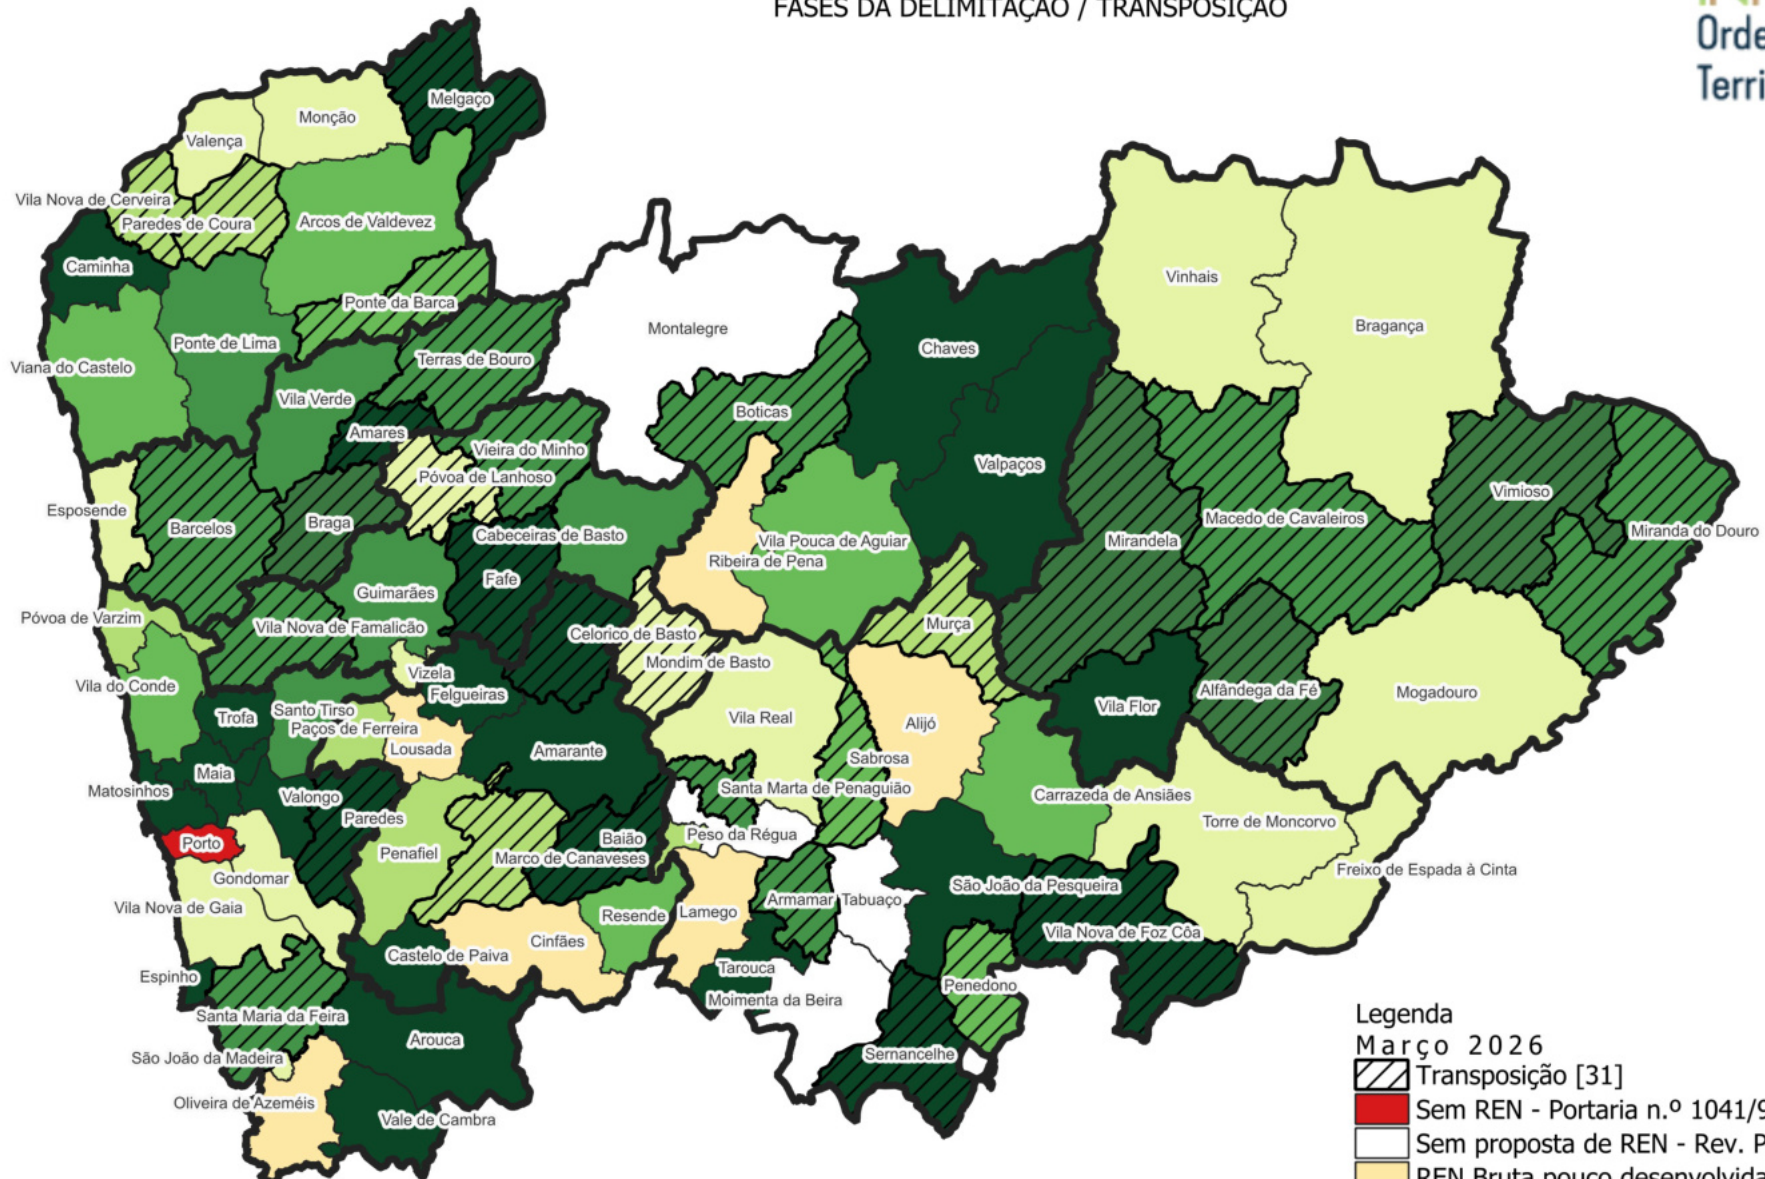 FASES DA DELIMITAÇÃO / TRANSPOSIÇÃO
Orde
Terri
Melgaço
Monção
Valença
Vila Nova de Cerveira
Paredes de Coura
Arcos de Valdevez
Caminha
Ponte da Barca
Vinhais
Bragança
Montalegre
Ponte de Lima
Chaves
Terras de Bouro
Viana do Castelo
Vila Verde
Boticas
Amares
Vieira do Minho
Valpaços
Póvoa de Lanhoso
Vimioso
Esposende
Braga
Barcelos
Macedo de Cavaleiros
Miranda do Douro
Cabeceiras de Basto
Vila Pouca de Aguiar
Mirandela
Ribeira de Pena
Fafe
Guimarães
Póvoa de Varzim
Vila Nova de Famalicão
Celorico de Basto
Murça
Mondim de Basto
Vizela
Vila do Conde
Felgueiras
Alfândega da Fé
Mogadouro
Santo Tirso
Trofa
Vila Real
Vila Flor
Paços de Ferreira
Alijó
Lousada
Amarante
Sabrosa
Maia
Matosinhos
Valongo
Santa Marta de Penaguião
Carrazeda de Ansiães
Paredes
Torre de Moncorvo
Porto
Penafiel
Baião
Peso da Régua
Marco de Canaveses
Freixo de Espada à Cinta
Gondomar
São João da Pesqueira
Armamar
Tabuaço
Vila Nova de Gaia
Resende
Lamego
Vila Nova de Foz Côa
Cinfães
Castelo de Paiva
Espinho
Tarouca
Penedono
Moimenta da Beira
Santa Maria da Feira
Arouca
Sernancelhe
São João da Madeira
Oliveira de Azeméis
Vale de Cambra
Legenda
Março 2026
Transposição [31]
Sem REN - Portaria n.º 1041/9
Sem proposta de REN - Rev. P
REN Bruta pouco desenvolvida